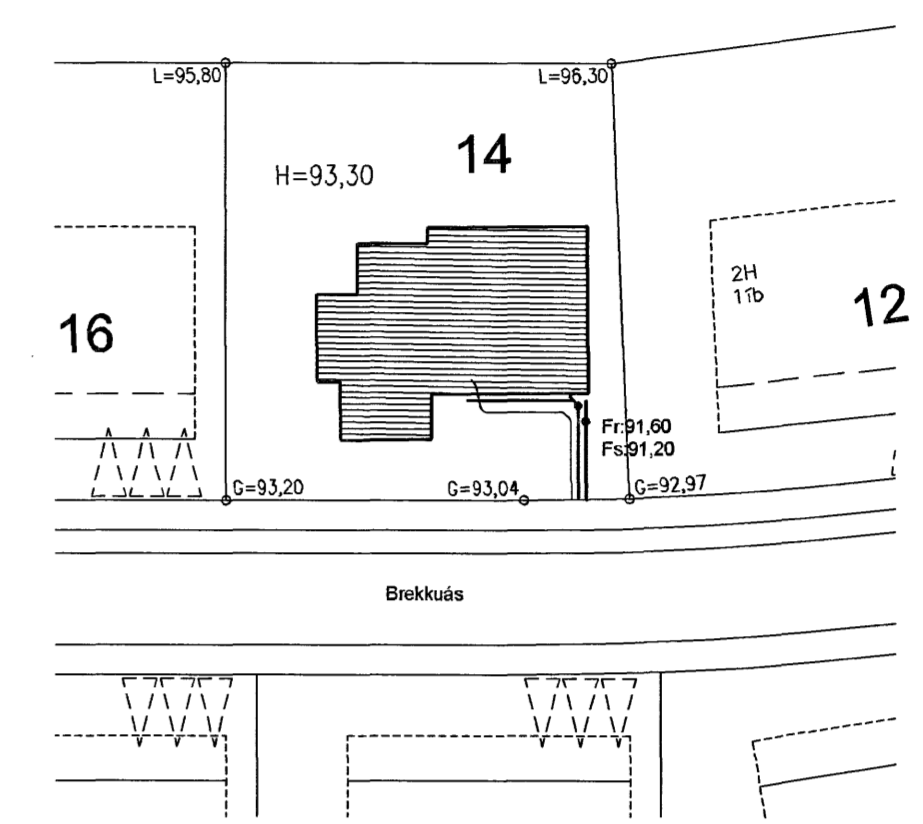 L=95,80
L=96,30
14
H=93,30
2H
1íb
12
16
Fr:91,60
Fs:91,20
G=93,20
G=93,04
G=92,97
Brekkuás